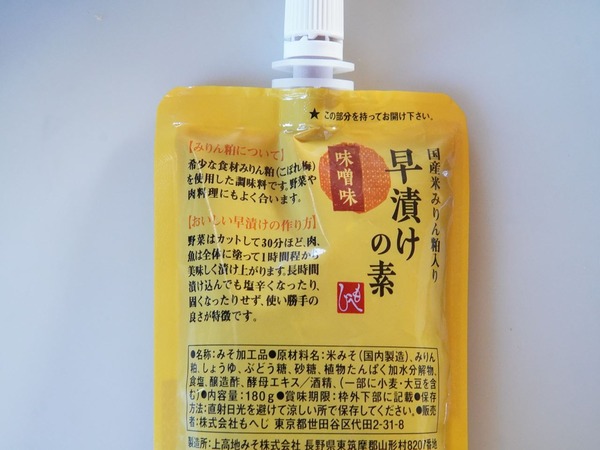 ★ この部分を持ってお開け下さい。
国産米みりん粕入り
早漬けの素
味噌味
もへじ
【みりん粕について】
希少な食材みりん粕(こぼれ梅)
を使用した調味料です。野菜や
肉料理にもよく合います。
【おいしい早漬けの作り方】
野菜はカットして30分ほど、肉、
魚は全体に塗って1時間程から
美味しく漬け上がります。長時間
漬け込んでも塩辛くなったり、
固くなったりせず、使い勝手の
良さが特徴です。
●名称:みそ加工品●原材料名:米みそ(国内製造)、みりん
粕、しょうゆ、ぶどう糖、砂糖、植物たんぱく加水分解物、
食塩、醸造酢、酵母エキス/酒精、(一部に小麦・大豆を含
む)●内容量:180g●賞味期限:枠外下部に記載●保存
方法:直射日光を避けて涼しい所で保存してください。●販売
者:株式会社もへじ 東京都世田谷区代田2-31-8
製造所:上高地みそ株式会社 長野県東筑摩郡山形村8207番地